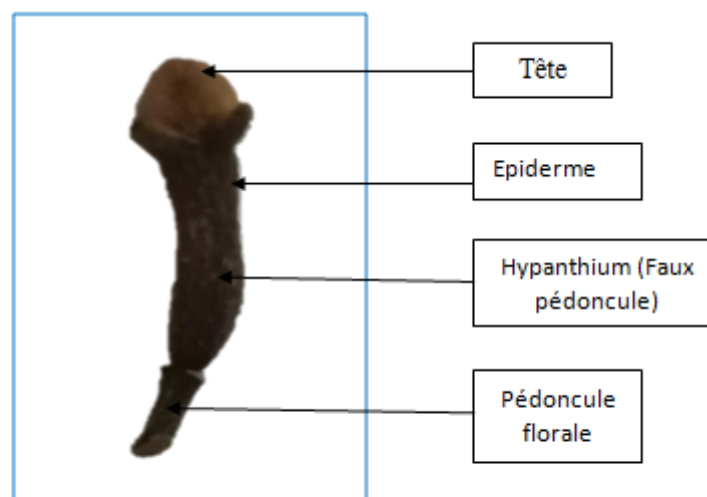 Tête
Epiderme
Hypanthium (Faux
pédoncule)
Pédoncule
florale